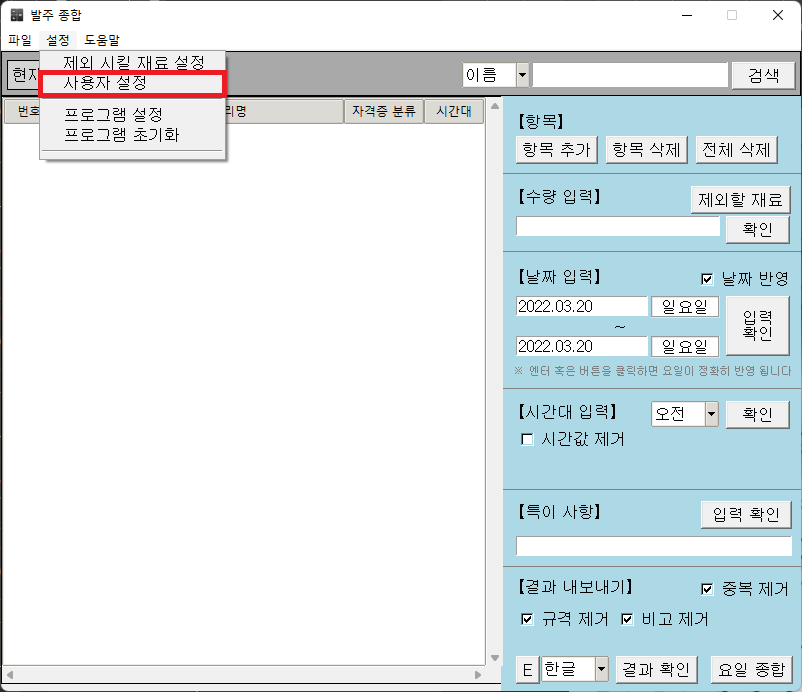 발주 종합
파일 설정 도움말
제외 시킬 재료 설정
사용자 설정
프로그램 설정
프로그램 초기화
이름 검색
자격증 분류 시간대
【항목】
항목 추가 항목 삭제 전체 삭제
【수량 입력】 제외할 재료
확인
【날짜 입력】 날짜 반영
2022.03.20 일요일
~
2022.03.20 일요일
입력
확인
※ 엔터 혹은 버튼을 클릭하면 요일이 정확히 반영 됩니다
【시간대 입력】 오전 확인
시간값 제거
【특이 사항】 입력 확인
【결과 내보내기】 중복 제거
규격 제거 비고 제거
E 한글 결과 확인 요일 종합